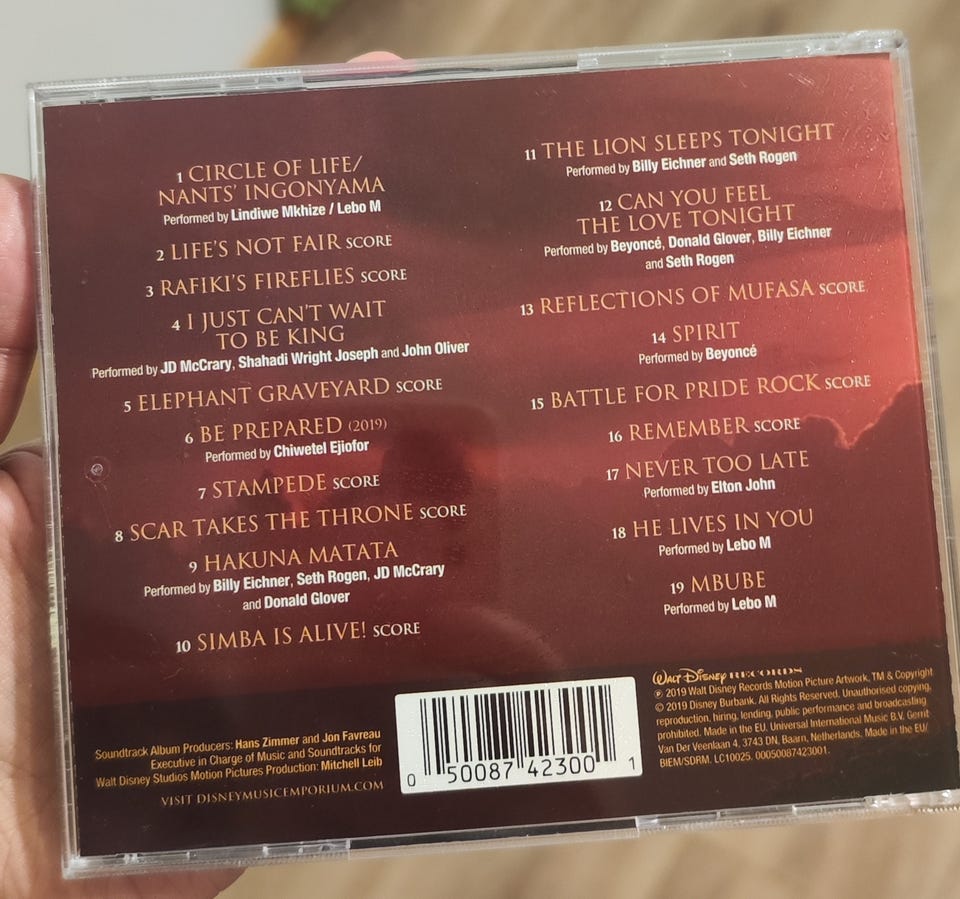 1 CIRCLE OF LIFE/
NANTS' INGONYAMA
Performed by Lindiwe Mkhize / Lebo M
2 LIFE'S NOT FAIR SCORE
3 RAFIKI'S FIREFLIES SCORE
4 I JUST CAN'T WAIT
TO BE KING
Performed by JD McCrary, Shahadi Wright Joseph and John Oliver
5 ELEPHANT GRAVEYARD SCORE
6 BE PREPARED (2019)
Performed by Chiwetel Ejiofor
7 STAMPEDE SCORE
8 SCAR TAKES THE THRONE SCORE
9 HAKUNA MATATA
Performed by Billy Eichner, Seth Rogen, JD McCrary
and Donald Glover
10 SIMBA IS ALIVE! SCORE
11 THE LION SLEEPS TONIGHT
Performed by Billy Eichner and Seth Rogen
12 CAN YOU FEEL
THE LOVE TONIGHT
Performed by Beyoncé, Donald Glover, Billy Eichner
and Seth Rogen
13 REFLECTIONS OF MUFASA SCORE
14 SPIRIT
Performed by Beyoncé
15 BATTLE FOR PRIDE ROCK SCORE
16 REMEMBER SCORE
17 NEVER TOO LATE
Performed by Elton John
18 HE LIVES IN YOU
Performed by Lebo M
19 MBUBE
Performed by Lebo M
Soundtrack Album Producers: Hans Zimmer and Jon Favreau
Executive in Charge of Music and Soundtracks for
Walt Disney Studios Motion Pictures Production: Mitchell Leib
VISIT DISNEYMUSICEMPORIUM.COM
0 50087 42300 1
WALT DISNEY RECORDS
℗ 2019 Walt Disney Records Motion Picture Artwork, TM & Copyright
© 2019 Disney Burbank. All Rights Reserved. Unauthorised copying,
reproduction, hiring, lending, public performance and broadcasting
prohibited. Made in the EU. Universal International Music B.V. Gerrit
Van Der Veenlaan 4, 3743 DN, Baarn, Netherlands. Made in the EU/
BIEM/SDRM. LC10025. 00050087423001.